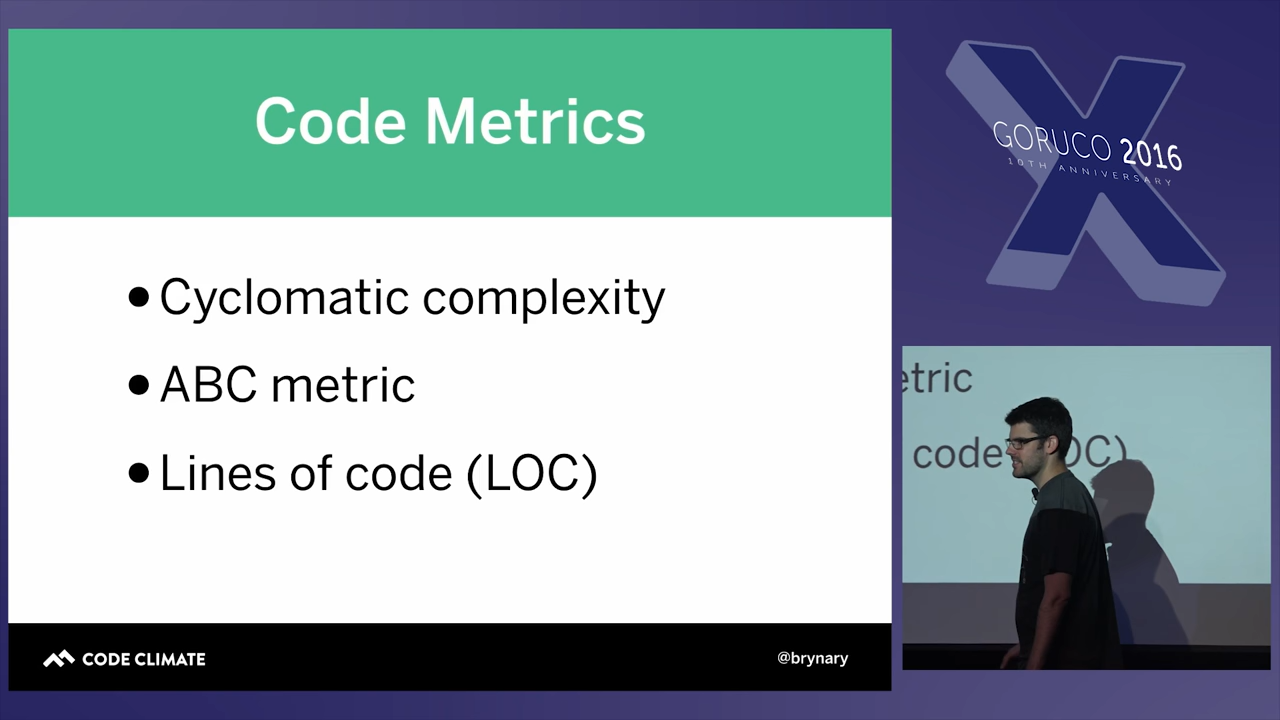 Code Metrics
•Cyclomatic complexity
•ABC metric
•Lines of code (LOC)
CODE CLIMATE
@brynary
GORUCO 2016
10TH ANNIVERSARY
etric
code (LOC)